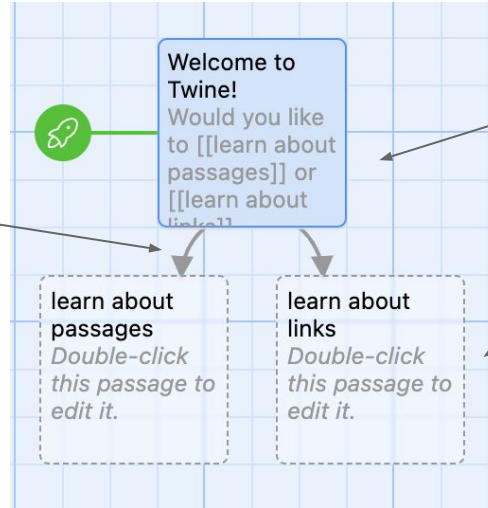 Welcome to
Twine!
Would you like
to [[learn about
passages]] or
[[learn about
links]]
learn about
passages
Double-click
this passage to
edit it.
learn about
links
Double-click
this passage to
edit it.